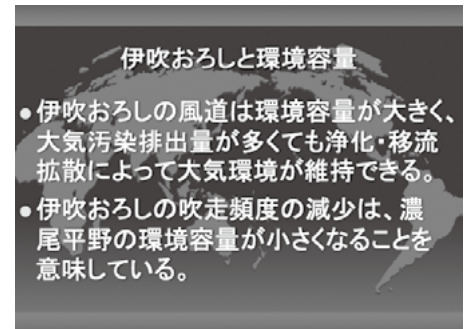 伊吹おろしと環境容量
●伊吹おろしの風道は環境容量が大きく、
大気汚染排出量が多くても浄化・移流
拡散によって大気環境が維持できる。
●伊吹おろしの吹走頻度の減少は、濃
尾平野の環境容量が小さくなることを
意味している。